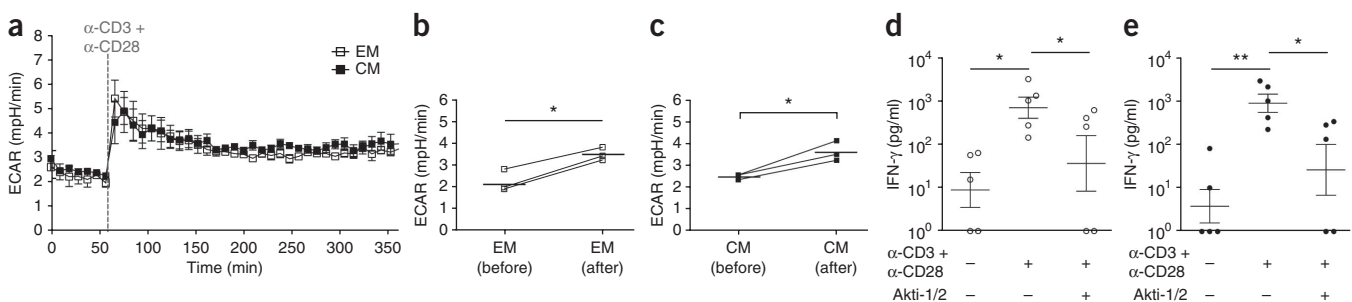 a
α-CD3 +
α-CD28
EM
CM
ECAR (mpH/min)
8
7
6
5
4
3
2
1
0
0 50 100 150 200 250 300 350
Time (min)
b
*
ECAR (mpH/min)
6
5
4
3
2
1
0
EM EM
(before) (after)
c
*
ECAR (mpH/min)
6
5
4
3
2
1
0
CM CM
(before) (after)
d
* *
IFN-γ (pg/ml)
10⁴
10³
10²
10¹
10⁰
α-CD3 +
α-CD28 – + +
Akti-1/2 – – +
e
** *
IFN-γ (pg/ml)
10⁴
10³
10²
10¹
10⁰
α-CD3 +
α-CD28 – + +
Akti-1/2 – – +